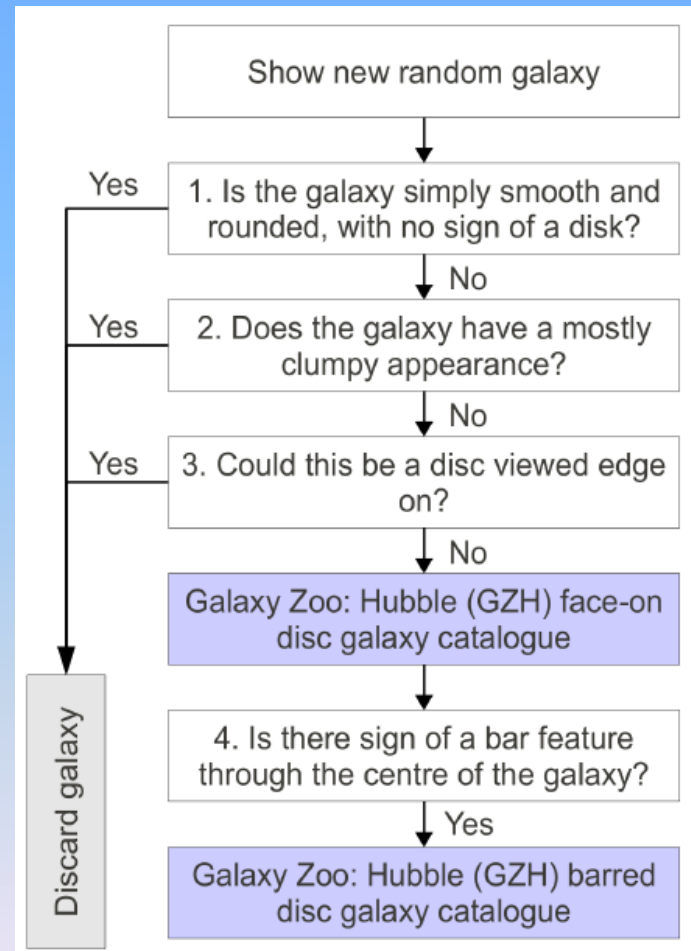 Show new random galaxy
Yes
1. Is the galaxy simply smooth and
rounded, with no sign of a disk?
No
Yes
2. Does the galaxy have a mostly
clumpy appearance?
No
Yes
3. Could this be a disc viewed edge
on?
No
Galaxy Zoo: Hubble (GZH) face-on
disc galaxy catalogue
4. Is there sign of a bar feature
through the centre of the galaxy?
Yes
Galaxy Zoo: Hubble (GZH) barred
disc galaxy catalogue
Discard galaxy